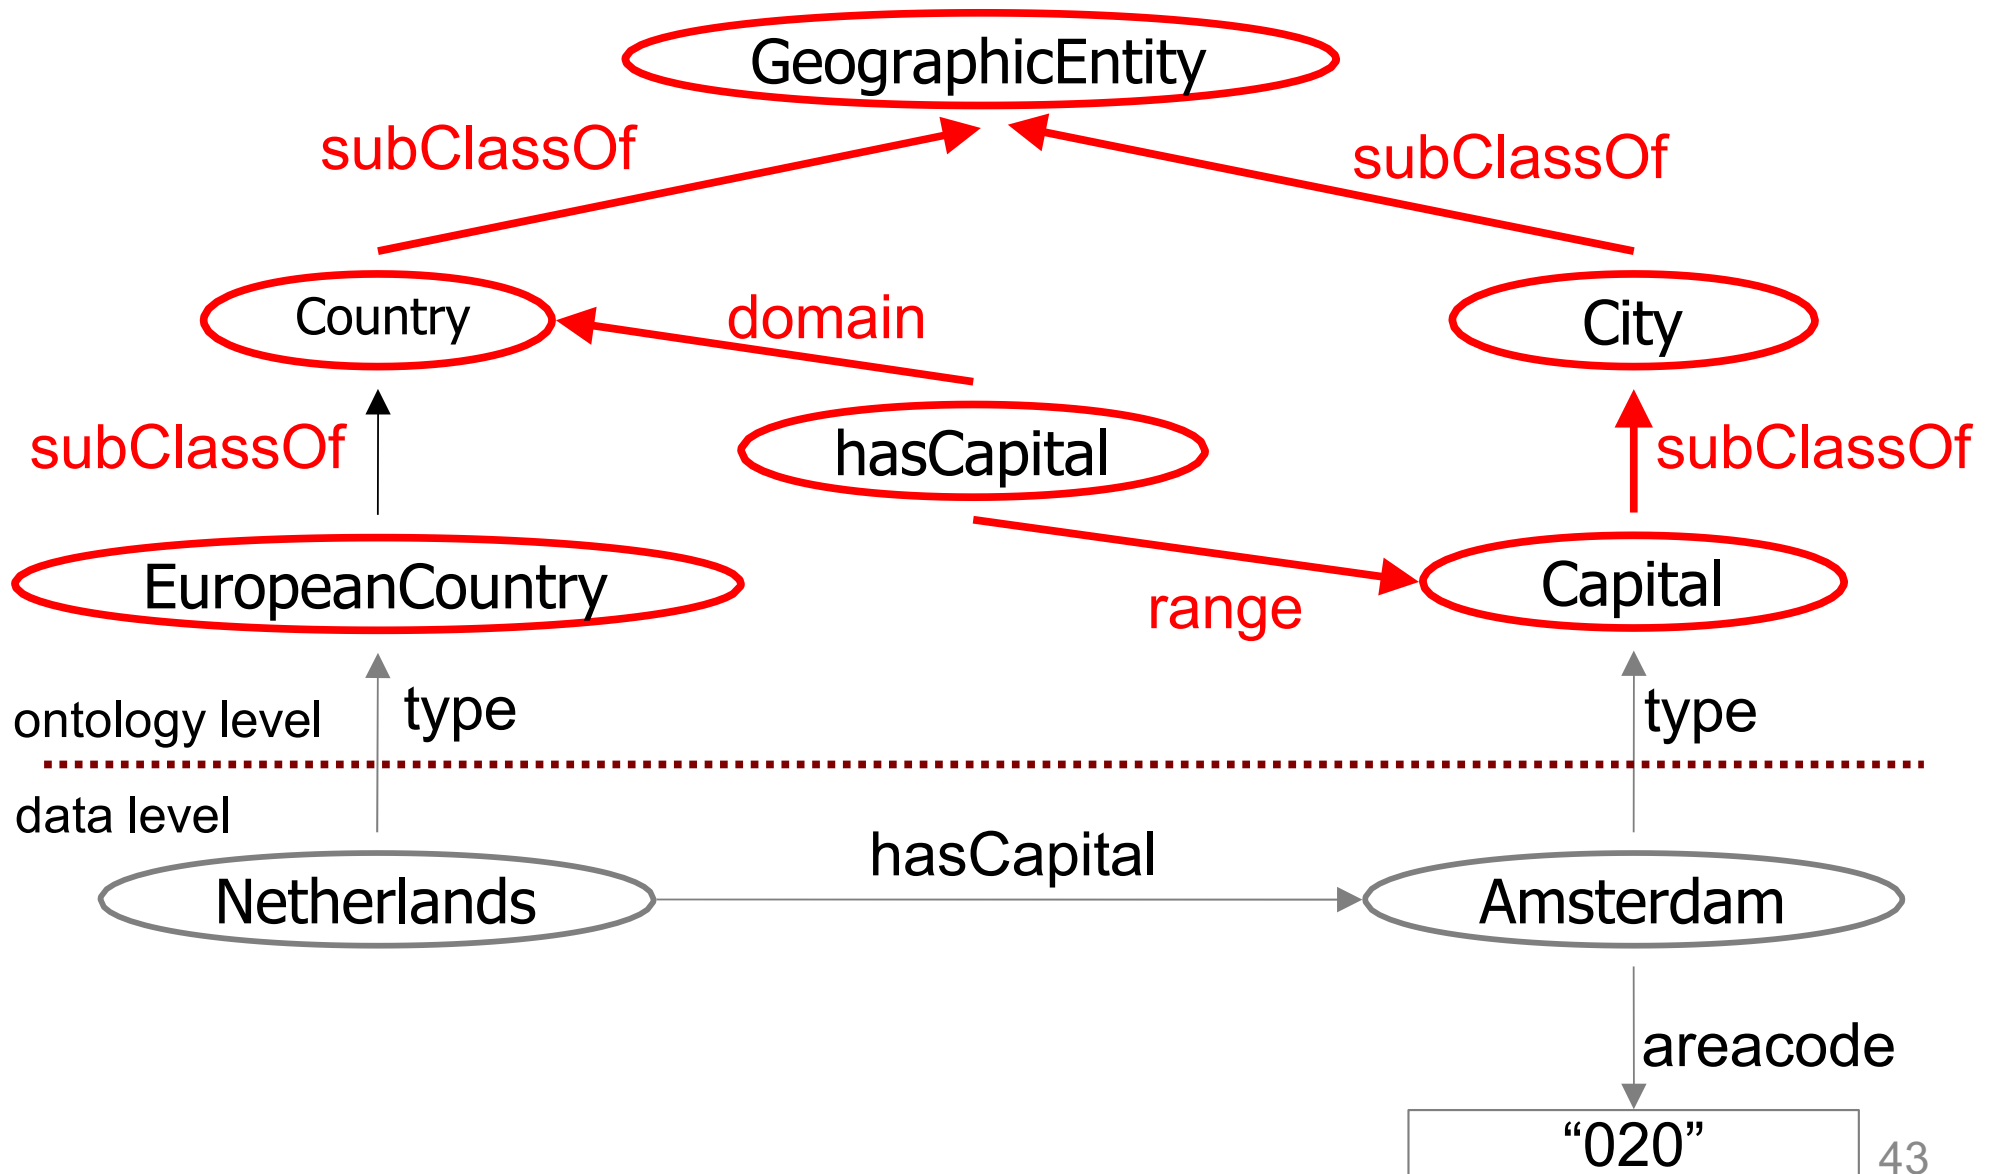 GeographicEntity
subClassOf
subClassOf
Country
domain
City
subClassOf
hasCapital
subClassOf
EuropeanCountry
range
Capital
ontology level
type
type
data level
hasCapital
Netherlands
Amsterdam
areacode
“020”
43